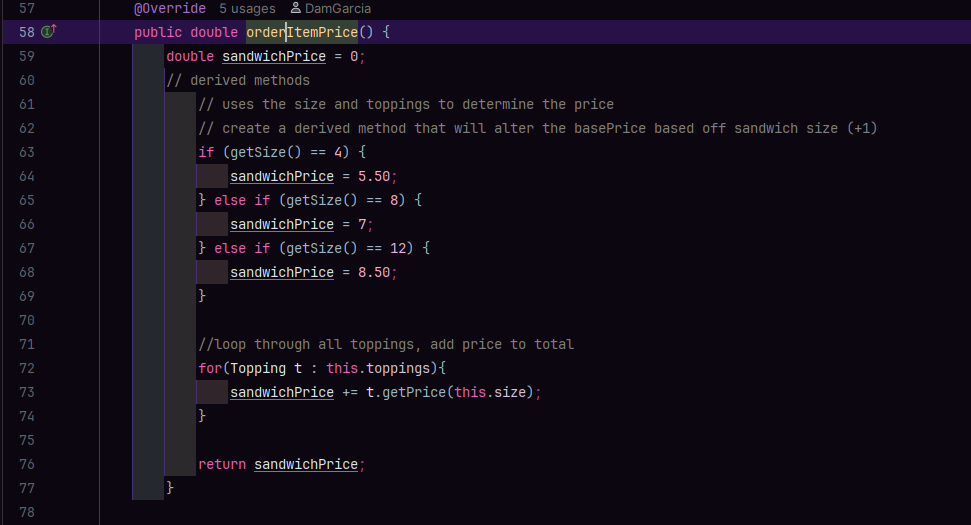 57 @Override 5 usages DamGarcia
58 public double orderItemPrice() {
59 double sandwichPrice = 0;
60 // derived methods
61 // uses the size and toppings to determine the price
62 // create a derived method that will alter the basePrice based off sandwich size (+1)
63 if (getSize() == 4) {
64 sandwichPrice = 5.50;
65 } else if (getSize() == 8) {
66 sandwichPrice = 7;
67 } else if (getSize() == 12) {
68 sandwichPrice = 8.50;
69 }
70
71 //loop through all toppings, add price to total
72 for(Topping t : this.toppings){
73 sandwichPrice += t.getPrice(this.size);
74 }
75
76 return sandwichPrice;
77 }
78